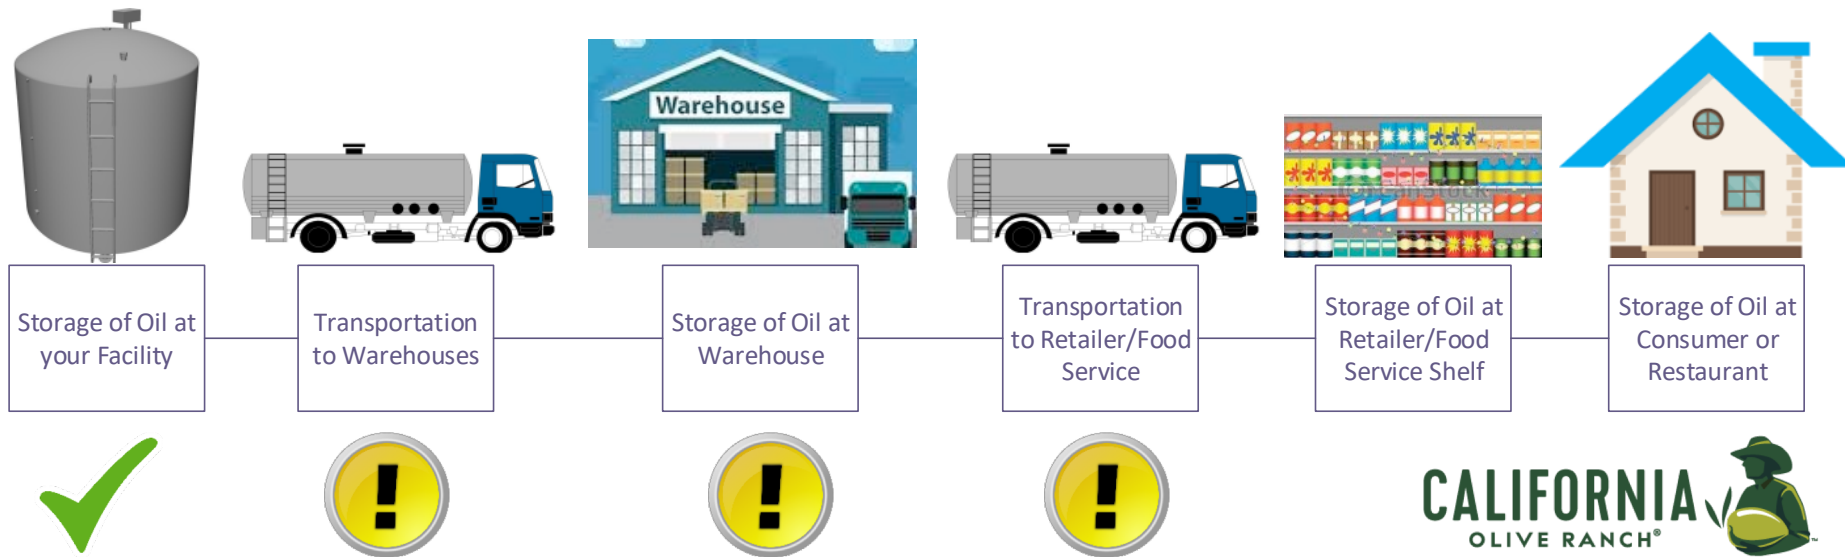 Warehouse
Storage of Oil at
your Facility
Transportation
to Warehouses
Storage of Oil at
Warehouse
Transportation
to Retailer/Food
Service
Storage of Oil at
Retailer/Food
Service Shelf
Storage of Oil at
Consumer or
Restaurant
!
!
!
CALIFORNIA
OLIVE RANCH®